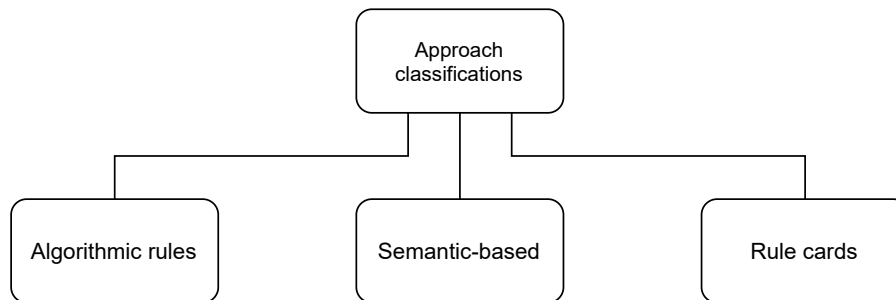 Approach
classifications
Algorithmic rules
Semantic-based
Rule cards